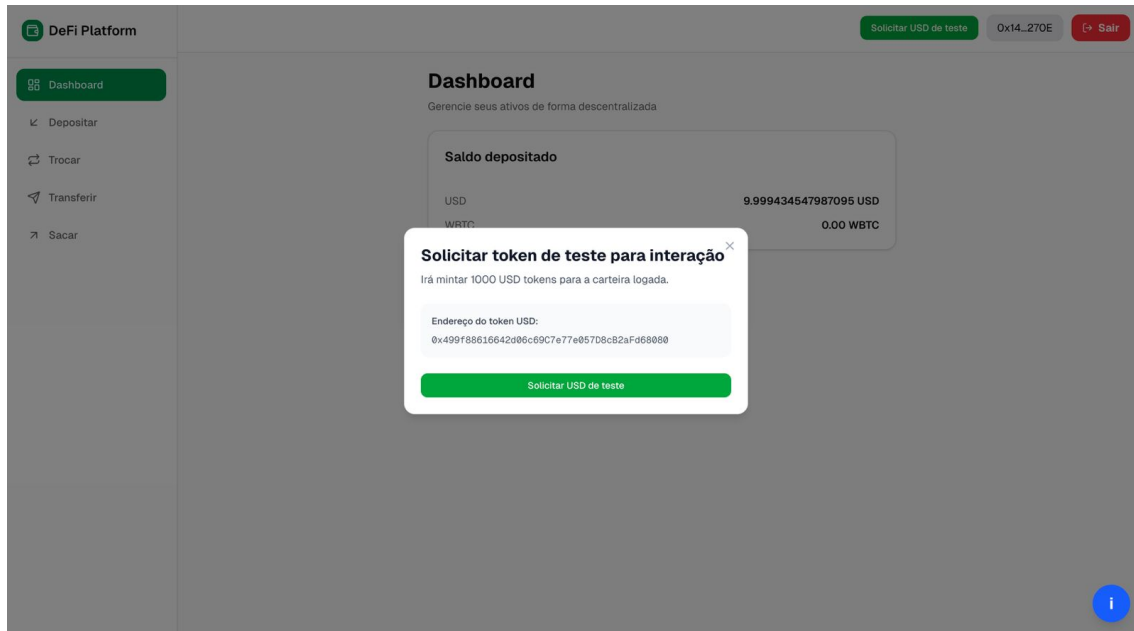 DeFi Platform
Solicitar USD de teste
0x14...270E
Sair
Dashboard
Depositar
Trocar
Transferir
Sacar
Dashboard
Gerencie seus ativos de forma descentralizada
Saldo depositado
USD 9.999434547987095 USD
WBTC 0.00 WBTC
Solicitar token de teste para interação
Irá mintar 1000 USD tokens para a carteira logada.
Endereço do token USD:
0x499f88616642d06c69C7e77e057D8cB2aFd68080
Solicitar USD de teste
i